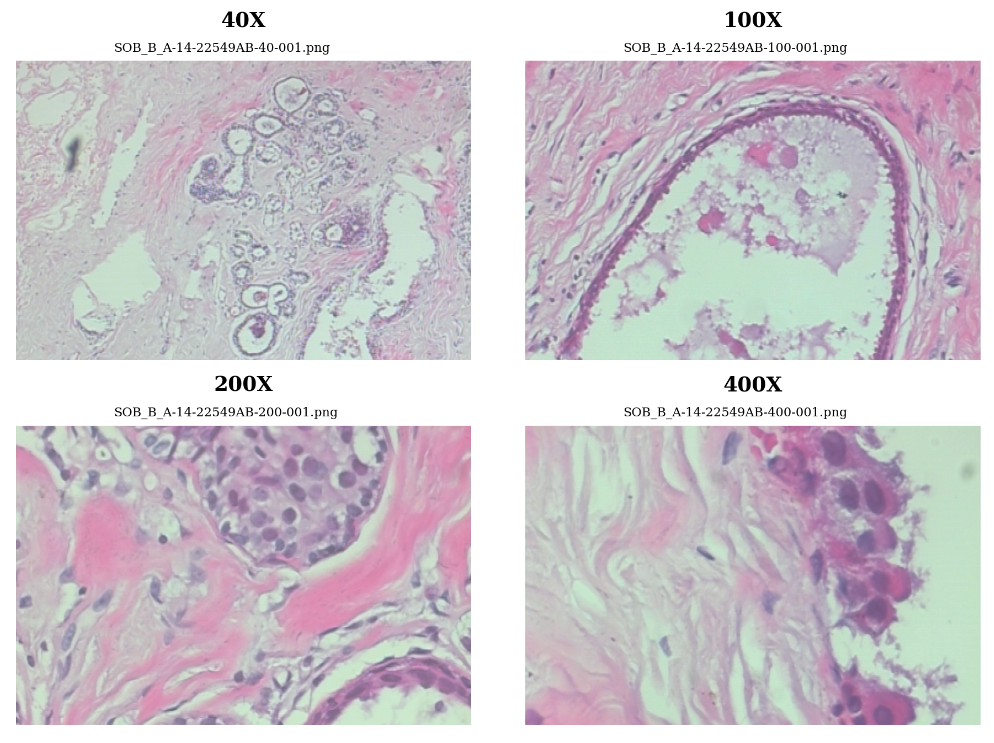 40X
SOB_B_A-14-22549AB-40-001.png
100X
SOB_B_A-14-22549AB-100-001.png
200X
SOB_B_A-14-22549AB-200-001.png
400X
SOB_B_A-14-22549AB-400-001.png